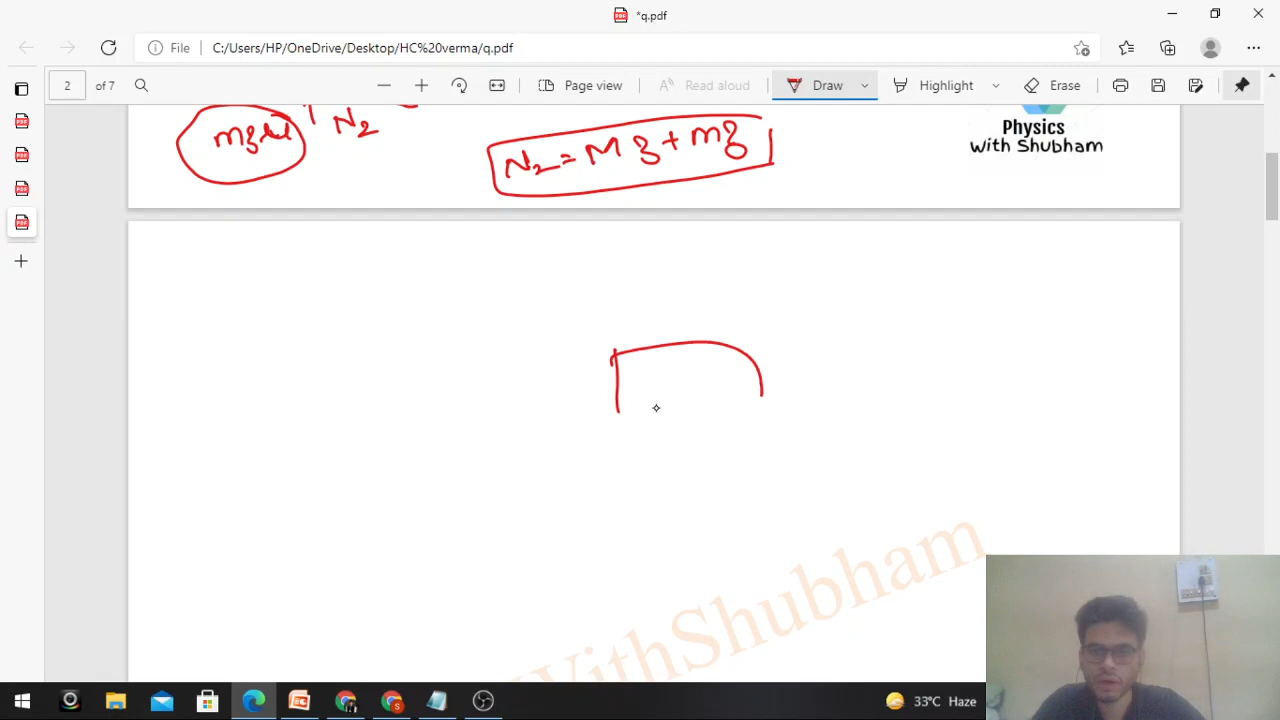 *q.pdf
File C:/Users/HP/OneDrive/Desktop/HC%20verma/q.pdf
2 of 7 Page view Read aloud Draw Highlight Erase
N₂
N₂ = Mg + mg
Physics
with Shubham
WithShubham
33°C Haze